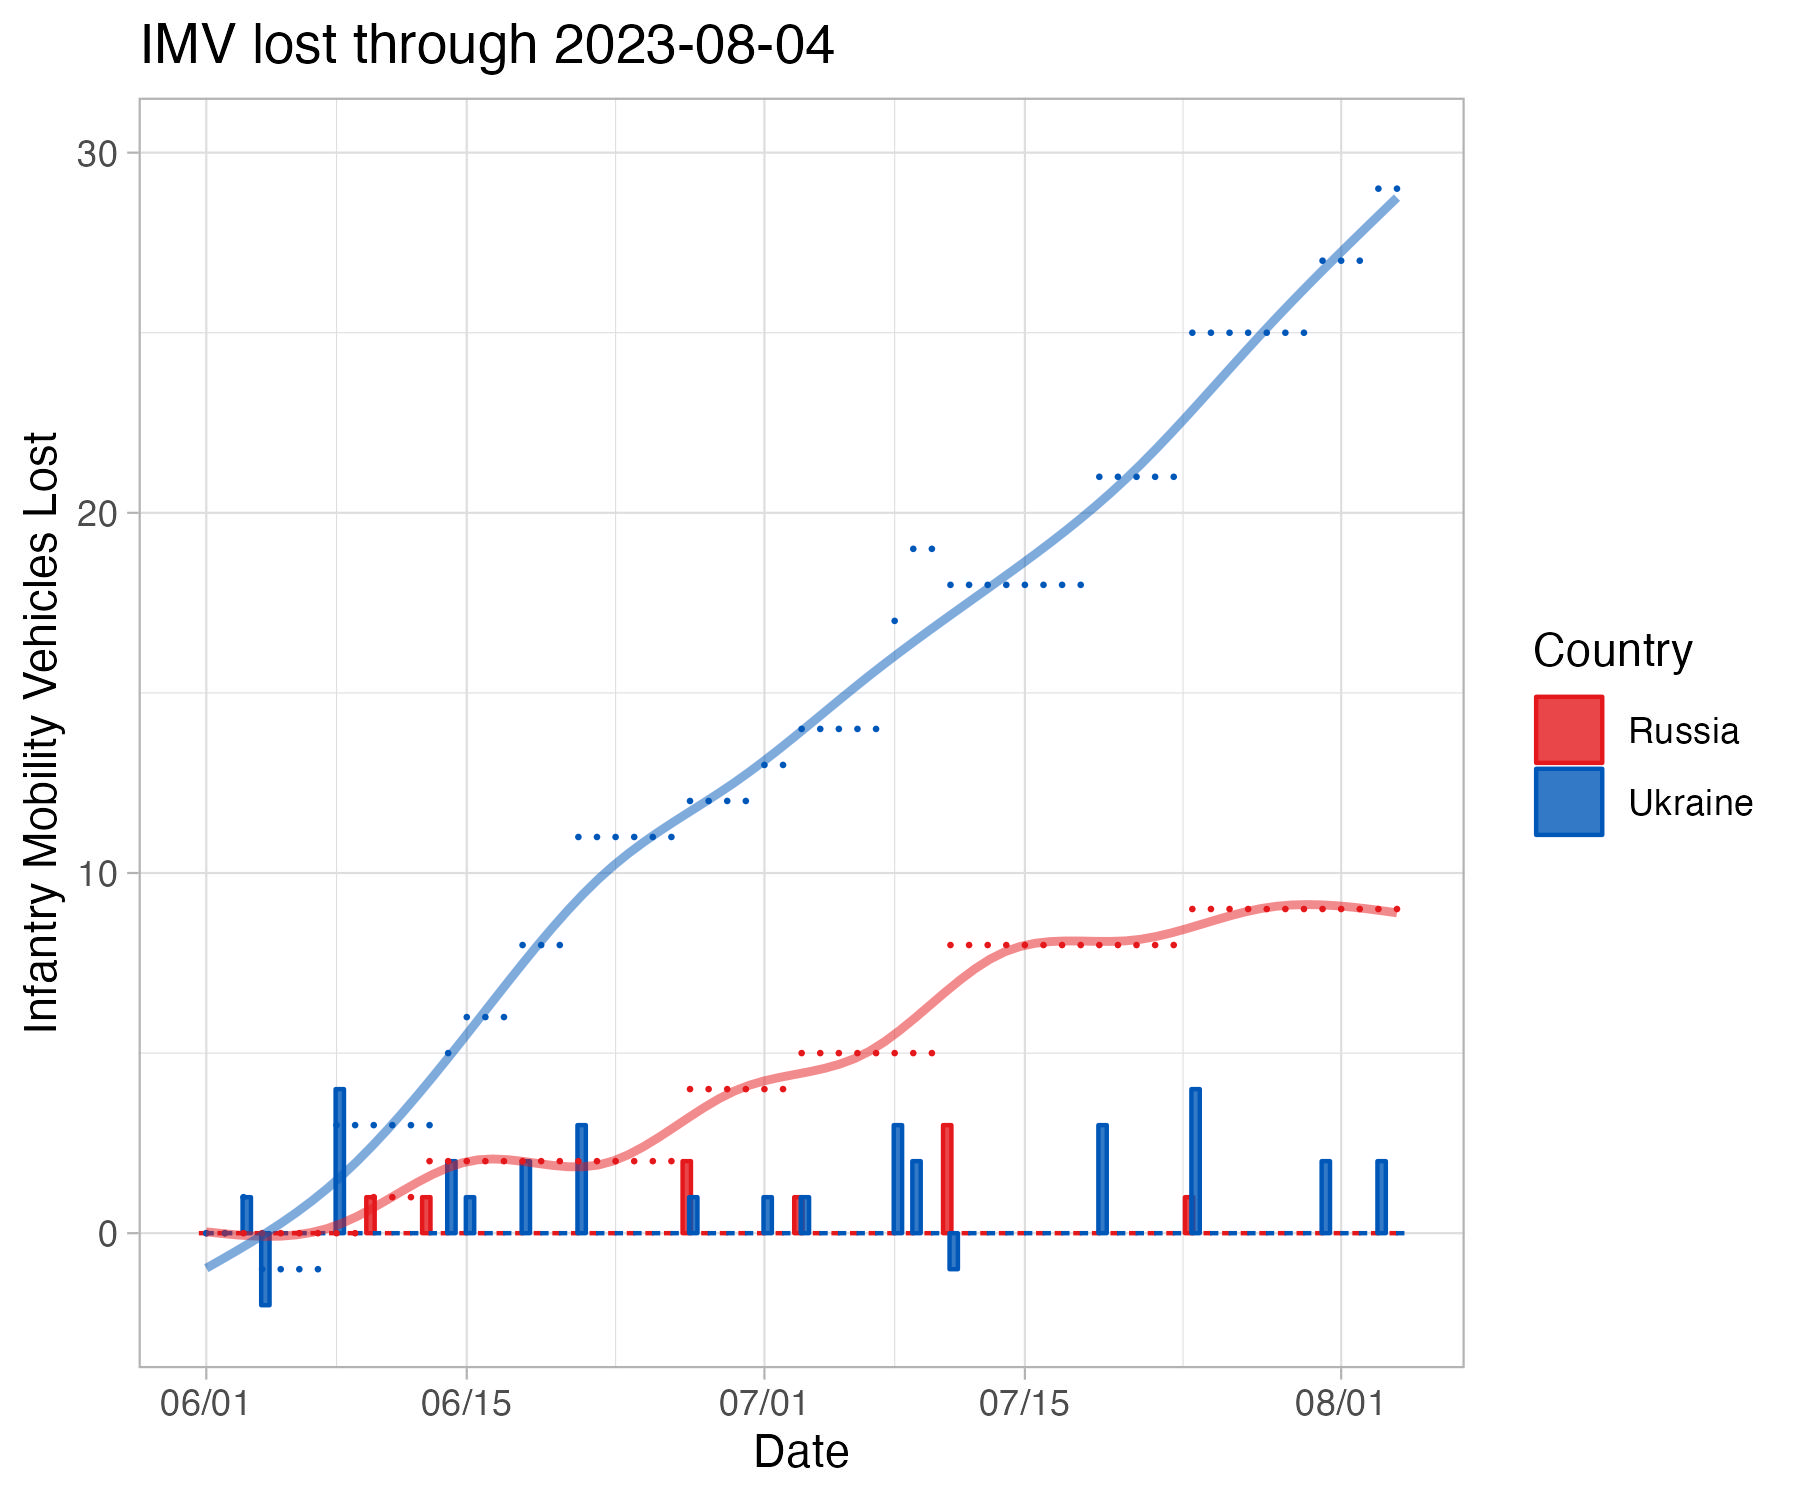 IMV lost through 2023-08-04
Infantry Mobility Vehicles Lost
30
20
10
0
06/01
06/15
07/01
07/15
08/01
Date
Country
Russia
Ukraine